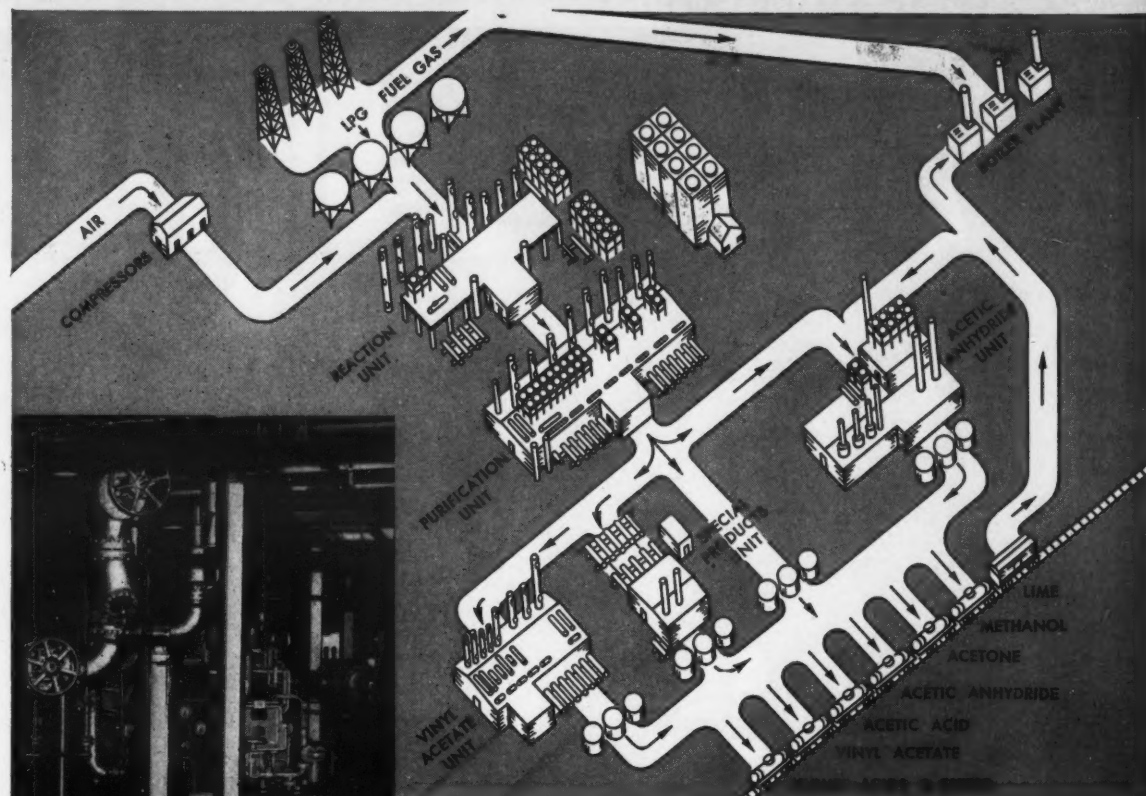 FUEL GAS
LPG
BOILER PLANT
AIR
COMPRESSORS
REACTION
UNIT
ACETIC
ANHYDRIDE
UNIT
PURIFICATION
UNIT
SPECIAL
PRODUCTS
UNIT
VINYL
ACETATE
UNIT
LIME
METHANOL
ACETONE
ACETIC ANHYDRIDE
ACETIC ACID
VINYL ACETATE